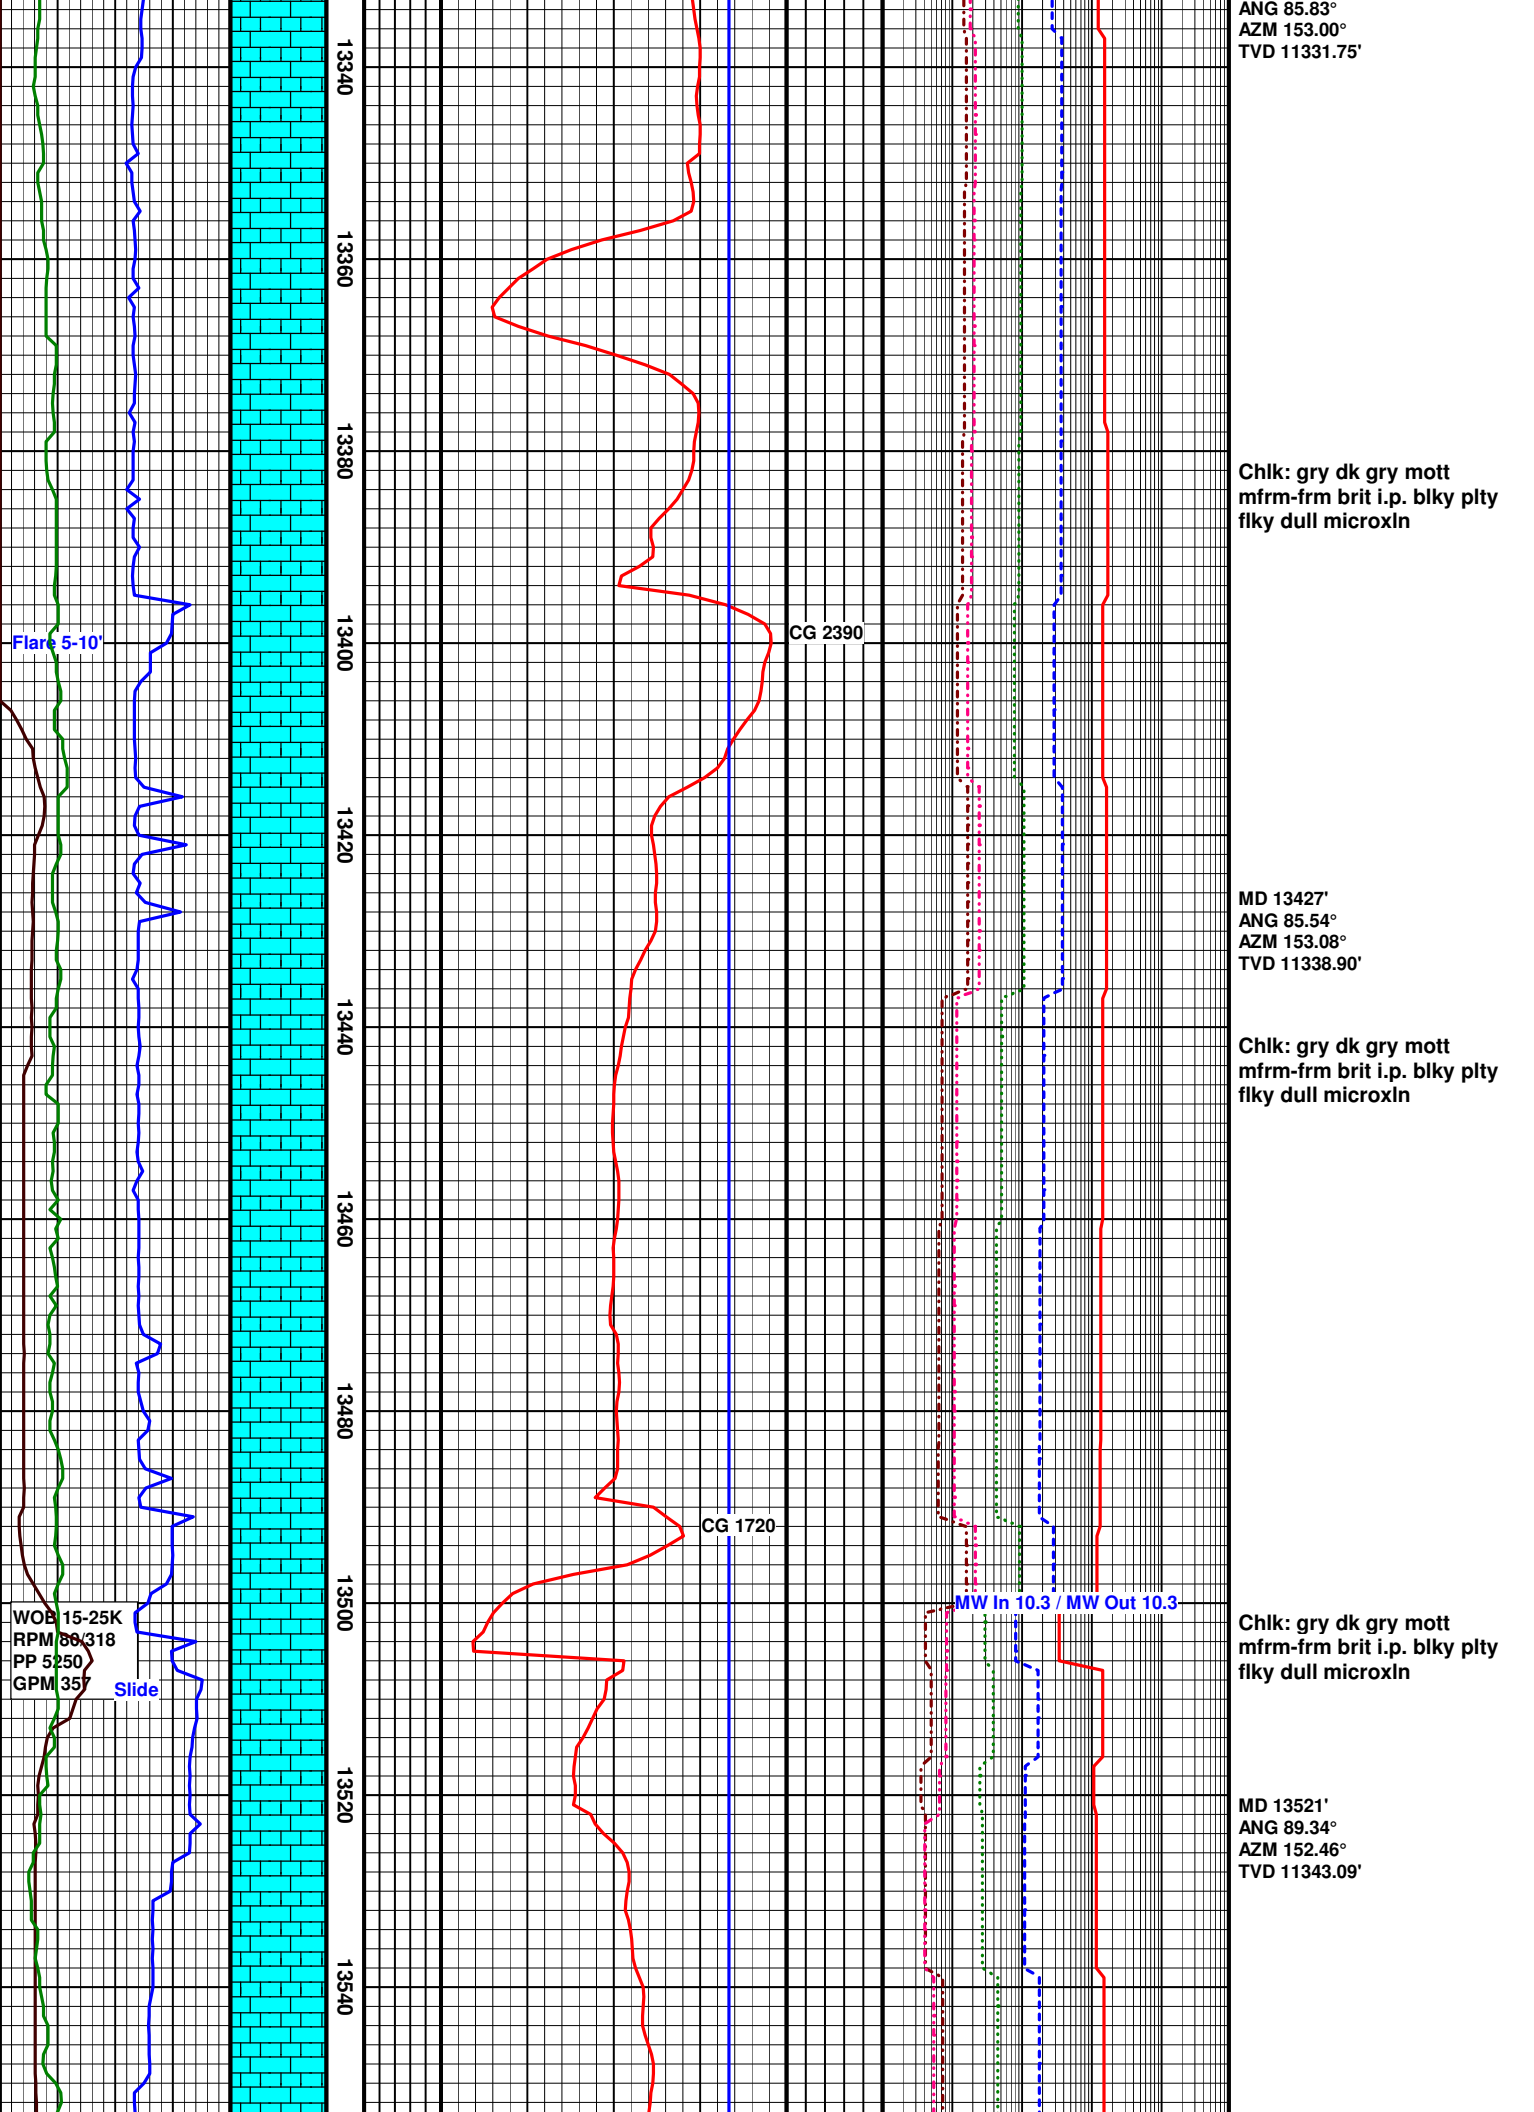 ANG 85.83°
AZM 153.00°
TVD 11331.75'
13340
13360
13380
Chlk: gry dk gry mott
mfrm-frm brit i.p. blky plty
flky dull microxln
CG 2390
Flare 5-10'
13400
13420
MD 13427'
ANG 85.54°
AZM 153.08°
TVD 11338.90'
13440
Chlk: gry dk gry mott
mfrm-frm brit i.p. blky plty
flky dull microxln
13460
13480
CG 1720
MW In 10.3 / MW Out 10.3
13500
WOB 15-25K
RPM 80/318
PP 5250
GPM 357
Slide
Chlk: gry dk gry mott
mfrm-frm brit i.p. blky plty
flky dull microxln
13520
MD 13521'
ANG 89.34°
AZM 152.46°
TVD 11343.09'
13540